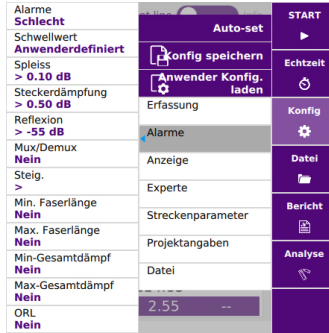 Alarme
Schlecht
Schwellwert
Anwenderdefiniert
Spleiss
> 0.10 dB
Steckerdämpfung
> 0.50 dB
Reflexion
> -55 dB
Mux/Demux
Nein
Steig.
>
Min. Faserlänge
Nein
Max. Faserlänge
Nein
Min-Gesamtdämpf
Nein
Max-Gesamtdämpf
Nein
ORL
Nein
Auto-set
Konfig speichern
Anwender Konfig.
laden
Erfassung
Alarme
Anzeige
Experte
Streckenparameter
Projektangaben
Datei
2.55 --
START
Echtzeit
Konfig
Datei
Bericht
Analyse